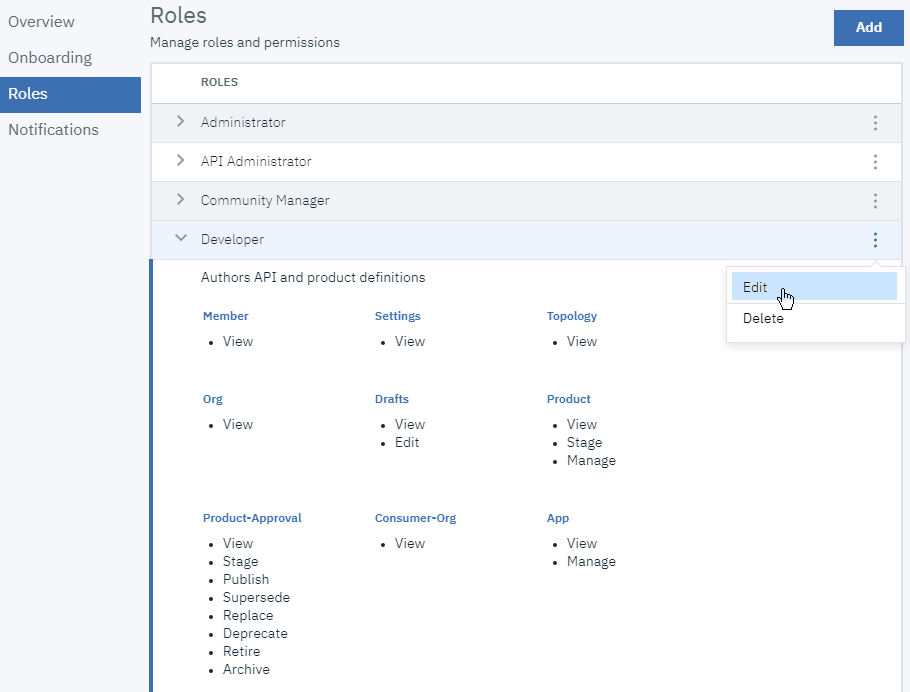 Overview
Onboarding
Roles
Notifications
Roles
Manage roles and permissions
Add
ROLES
Administrator
API Administrator
Community Manager
Developer
Edit
Delete
Authors API and product definitions
Member
View
Settings
View
Topology
View
Org
View
Drafts
View
Edit
Product
View
Stage
Manage
Product-Approval
View
Stage
Publish
Supersede
Replace
Deprecate
Retire
Archive
Consumer-Org
View
App
View
Manage